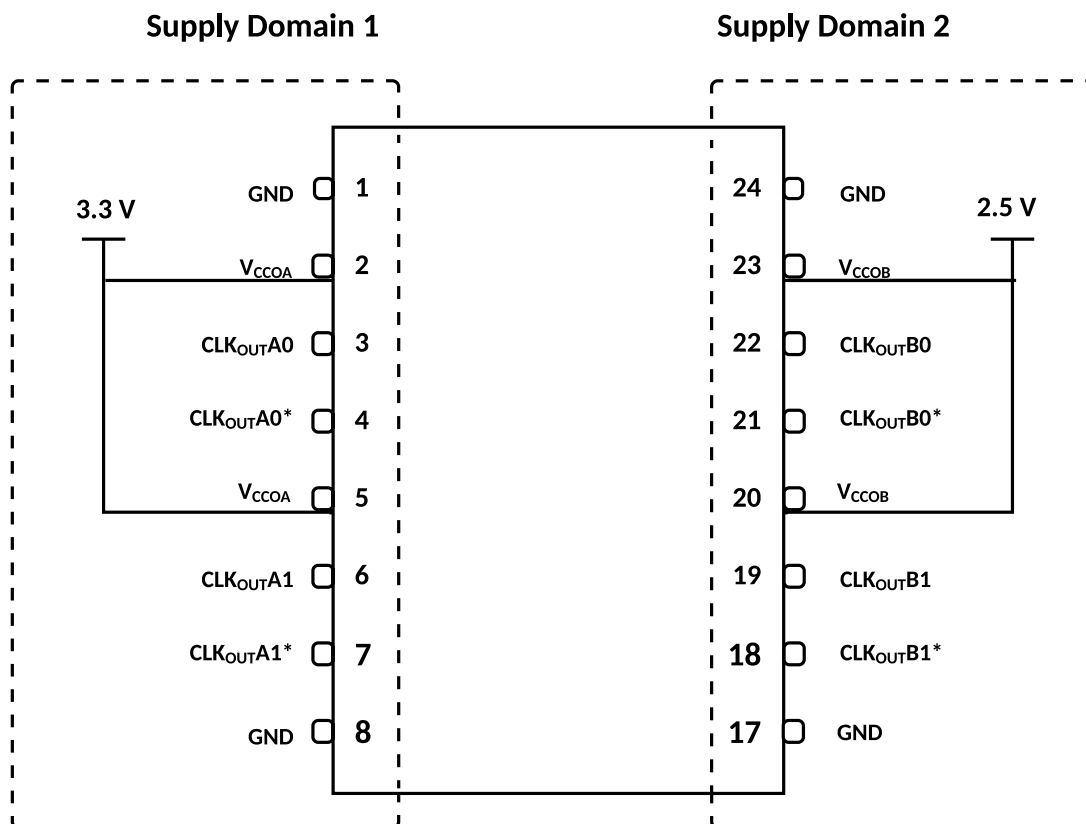 Supply Domain 1 Supply Domain 2
GND 1 24 GND
3.3 V 2.5 V
VCCOA 2 23 VCCOB
CLKOUTA0 3 22 CLKOUTB0
CLKOUTA0* 4 21 CLKOUTB0*
VCCOA 5 20 VCCOB
CLKOUTA1 6 19 CLKOUTB1
CLKOUTA1* 7 18 CLKOUTB1*
GND 8 17 GND